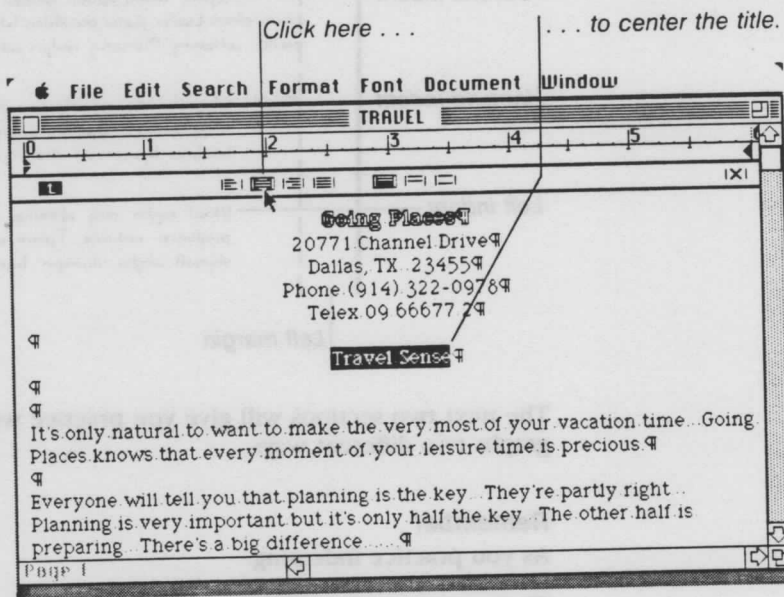 Click here . . .     . . . to center the title.
File Edit Search Format Font Document Window
TRAVEL
0 1 2 3 4 5
Going Places¶
20771 Channel Drive¶
Dallas, TX 23455¶
Phone (914) 322-0978¶
Telex 09 66677 2¶
¶
Travel Sense¶
¶
¶
It's only natural to want to make the very most of your vacation time. Going
Places knows that every moment of your leisure time is precious.¶
¶
Everyone will tell you that planning is the key. They're partly right.
Planning is very important but it's only half the key. The other half is
preparing. There's a big difference. ¶
Page 1